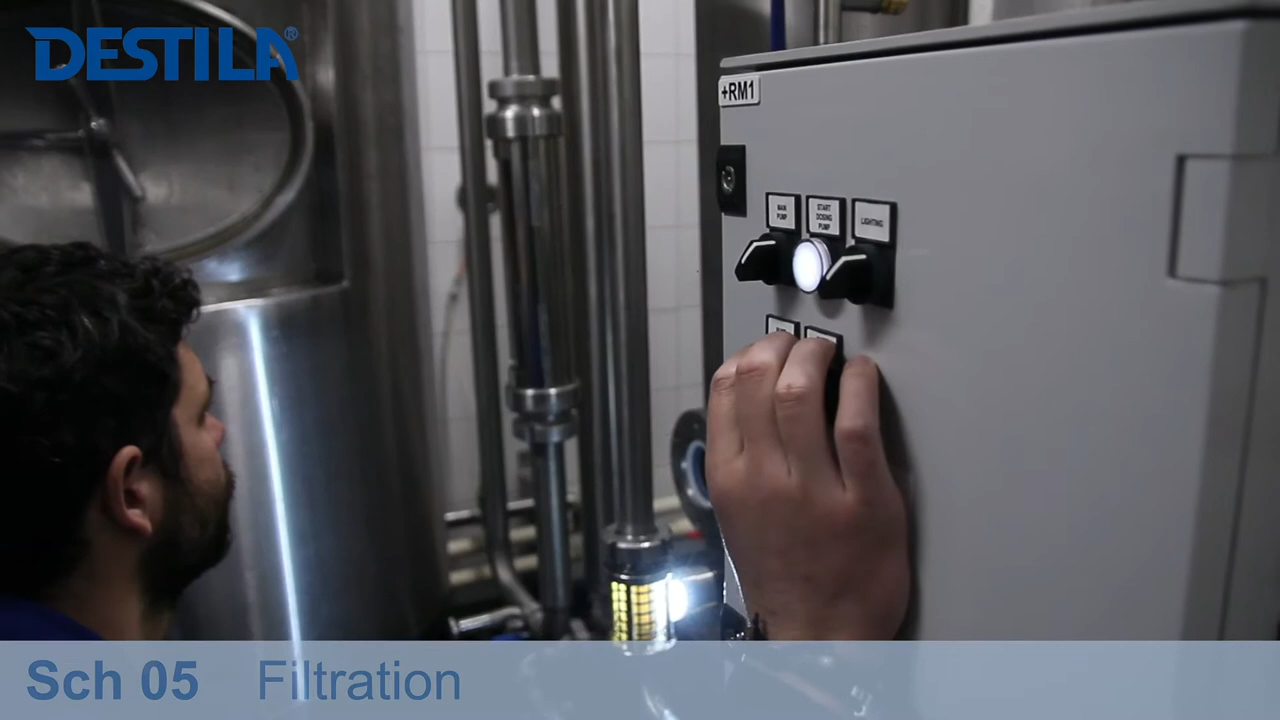 DESTILA®
+RM1
MAIN
PUMP
START
DOSING
PUMP
LIGHTING
Sch 05 Filtration